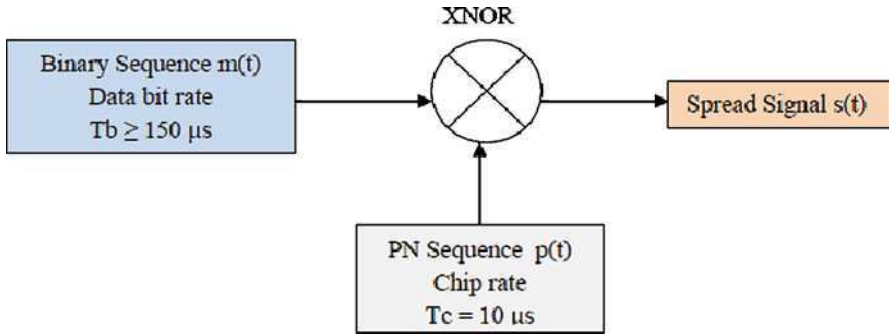 XNOR
Binary Sequence m(t)
Data bit rate
Tb ≥ 150 μs
Spread Signal s(t)
PN Sequence p(t)
Chip rate
Tc = 10 μs